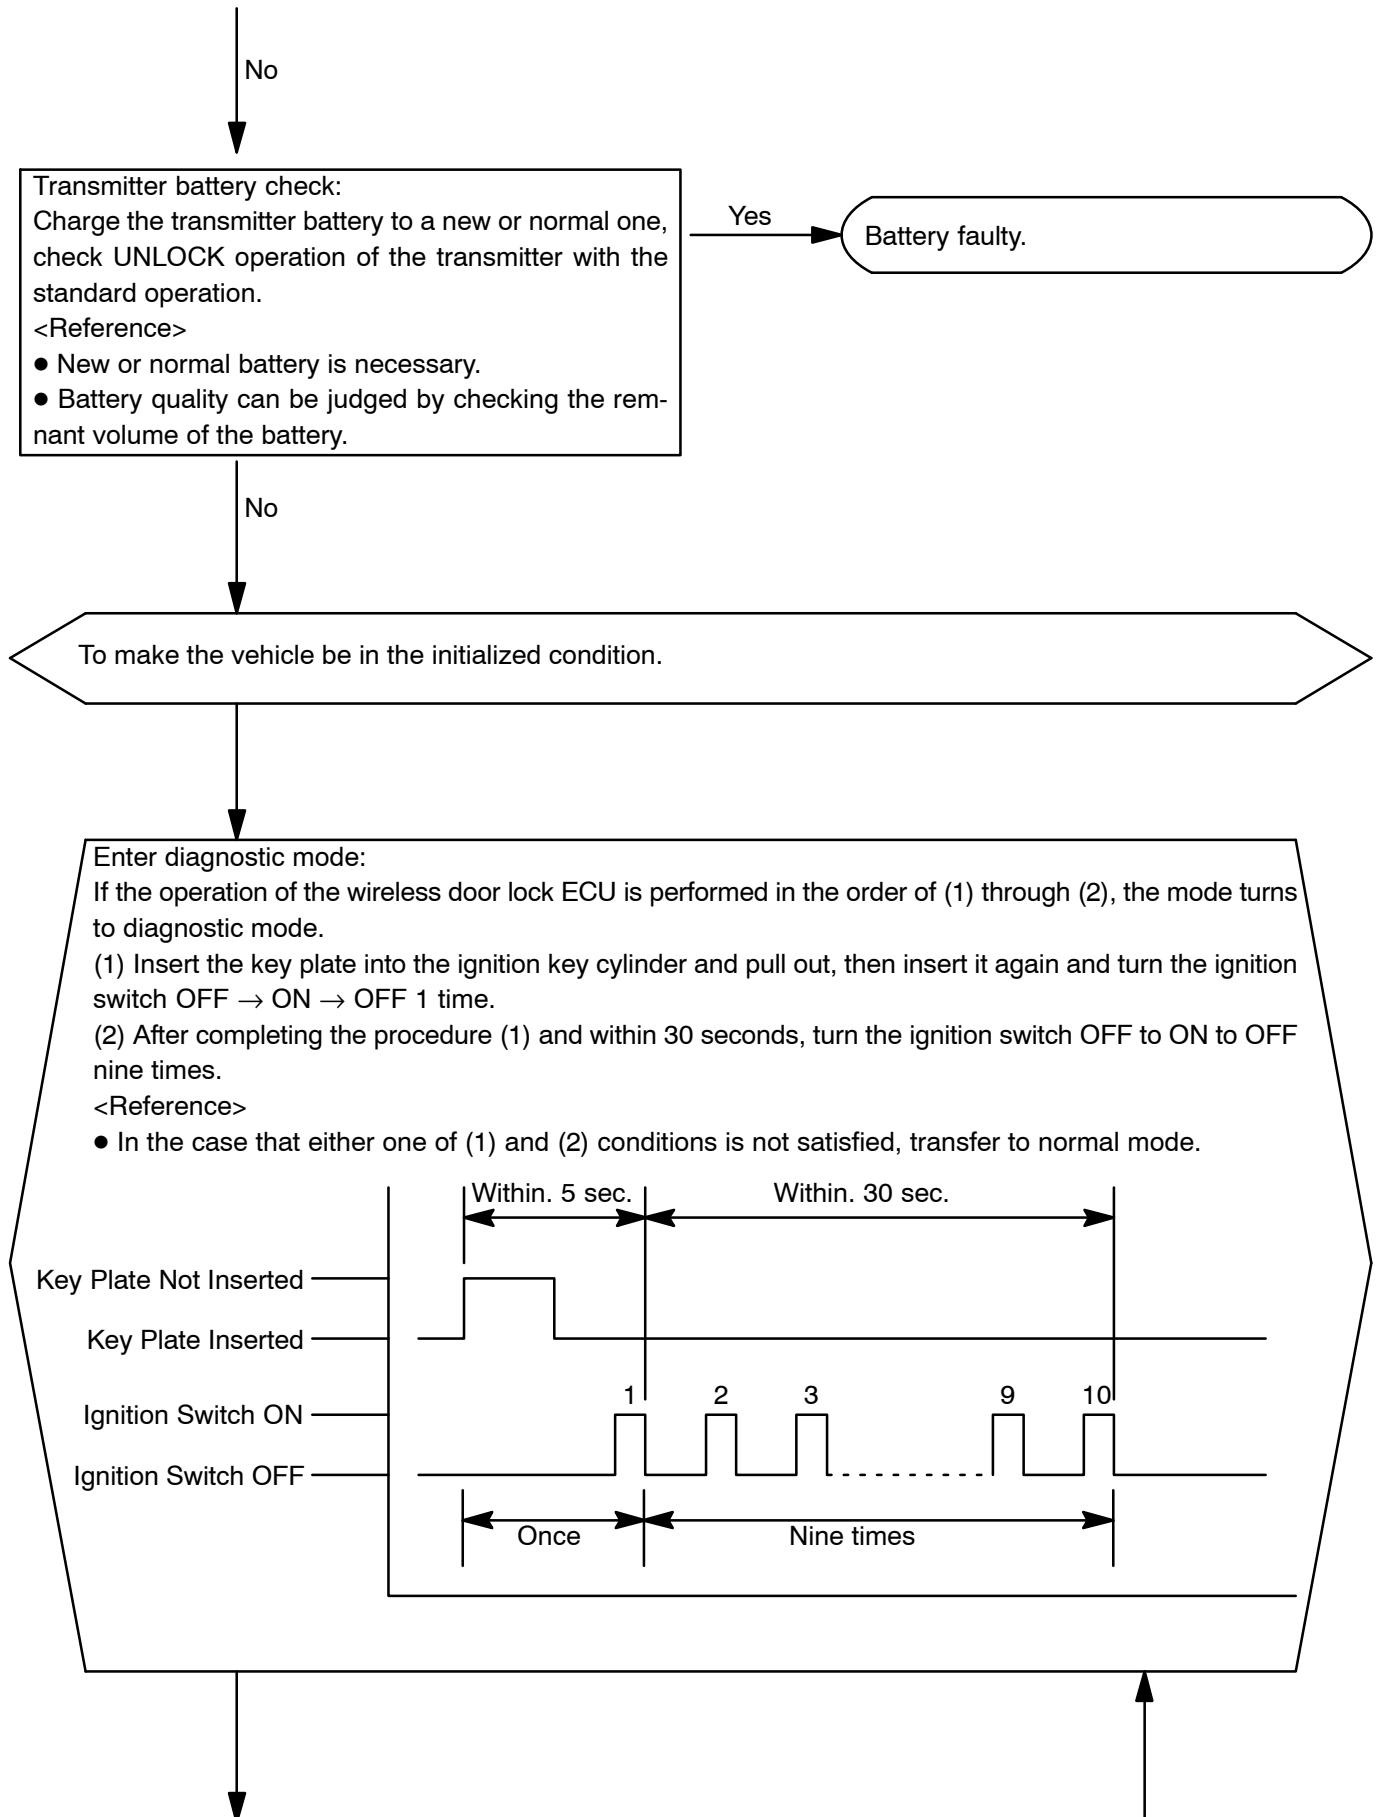 No
Transmitter battery check:
Charge the transmitter battery to a new or normal one,
check UNLOCK operation of the transmitter with the
standard operation.
<Reference>
● New or normal battery is necessary.
● Battery quality can be judged by checking the rem-
nant volume of the battery.
Yes
Battery faulty.
No
To make the vehicle be in the initialized condition.
Enter diagnostic mode:
If the operation of the wireless door lock ECU is performed in the order of (1) through (2), the mode turns
to diagnostic mode.
(1) Insert the key plate into the ignition key cylinder and pull out, then insert it again and turn the ignition
switch OFF → ON → OFF 1 time.
(2) After completing the procedure (1) and within 30 seconds, turn the ignition switch OFF to ON to OFF
nine times.
<Reference>
● In the case that either one of (1) and (2) conditions is not satisfied, transfer to normal mode.
Within. 5 sec. Within. 30 sec.
Key Plate Not Inserted
Key Plate Inserted
1 2 3 9 10
Ignition Switch ON
Ignition Switch OFF
Once Nine times